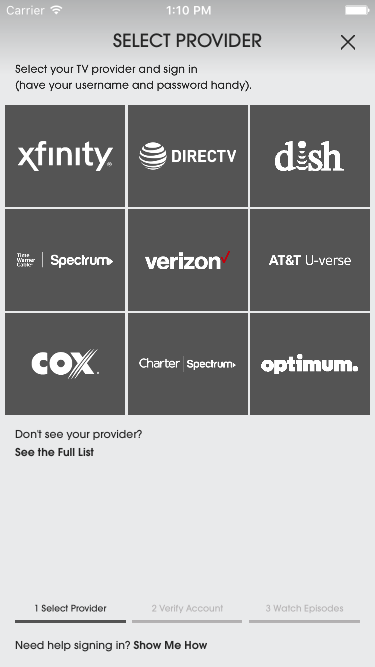 Carrier 1:10 PM
SELECT PROVIDER
Select your TV provider and sign in
(have your username and password handy).
xfinity
DIRECTV
dish
Time Warner Cable Spectrum
verizon
AT&T U-verse
COX
Charter Spectrum
optimum.
Don't see your provider?
See the Full List
1 Select Provider 2 Verify Account 3 Watch Episodes
Need help signing in? Show Me How